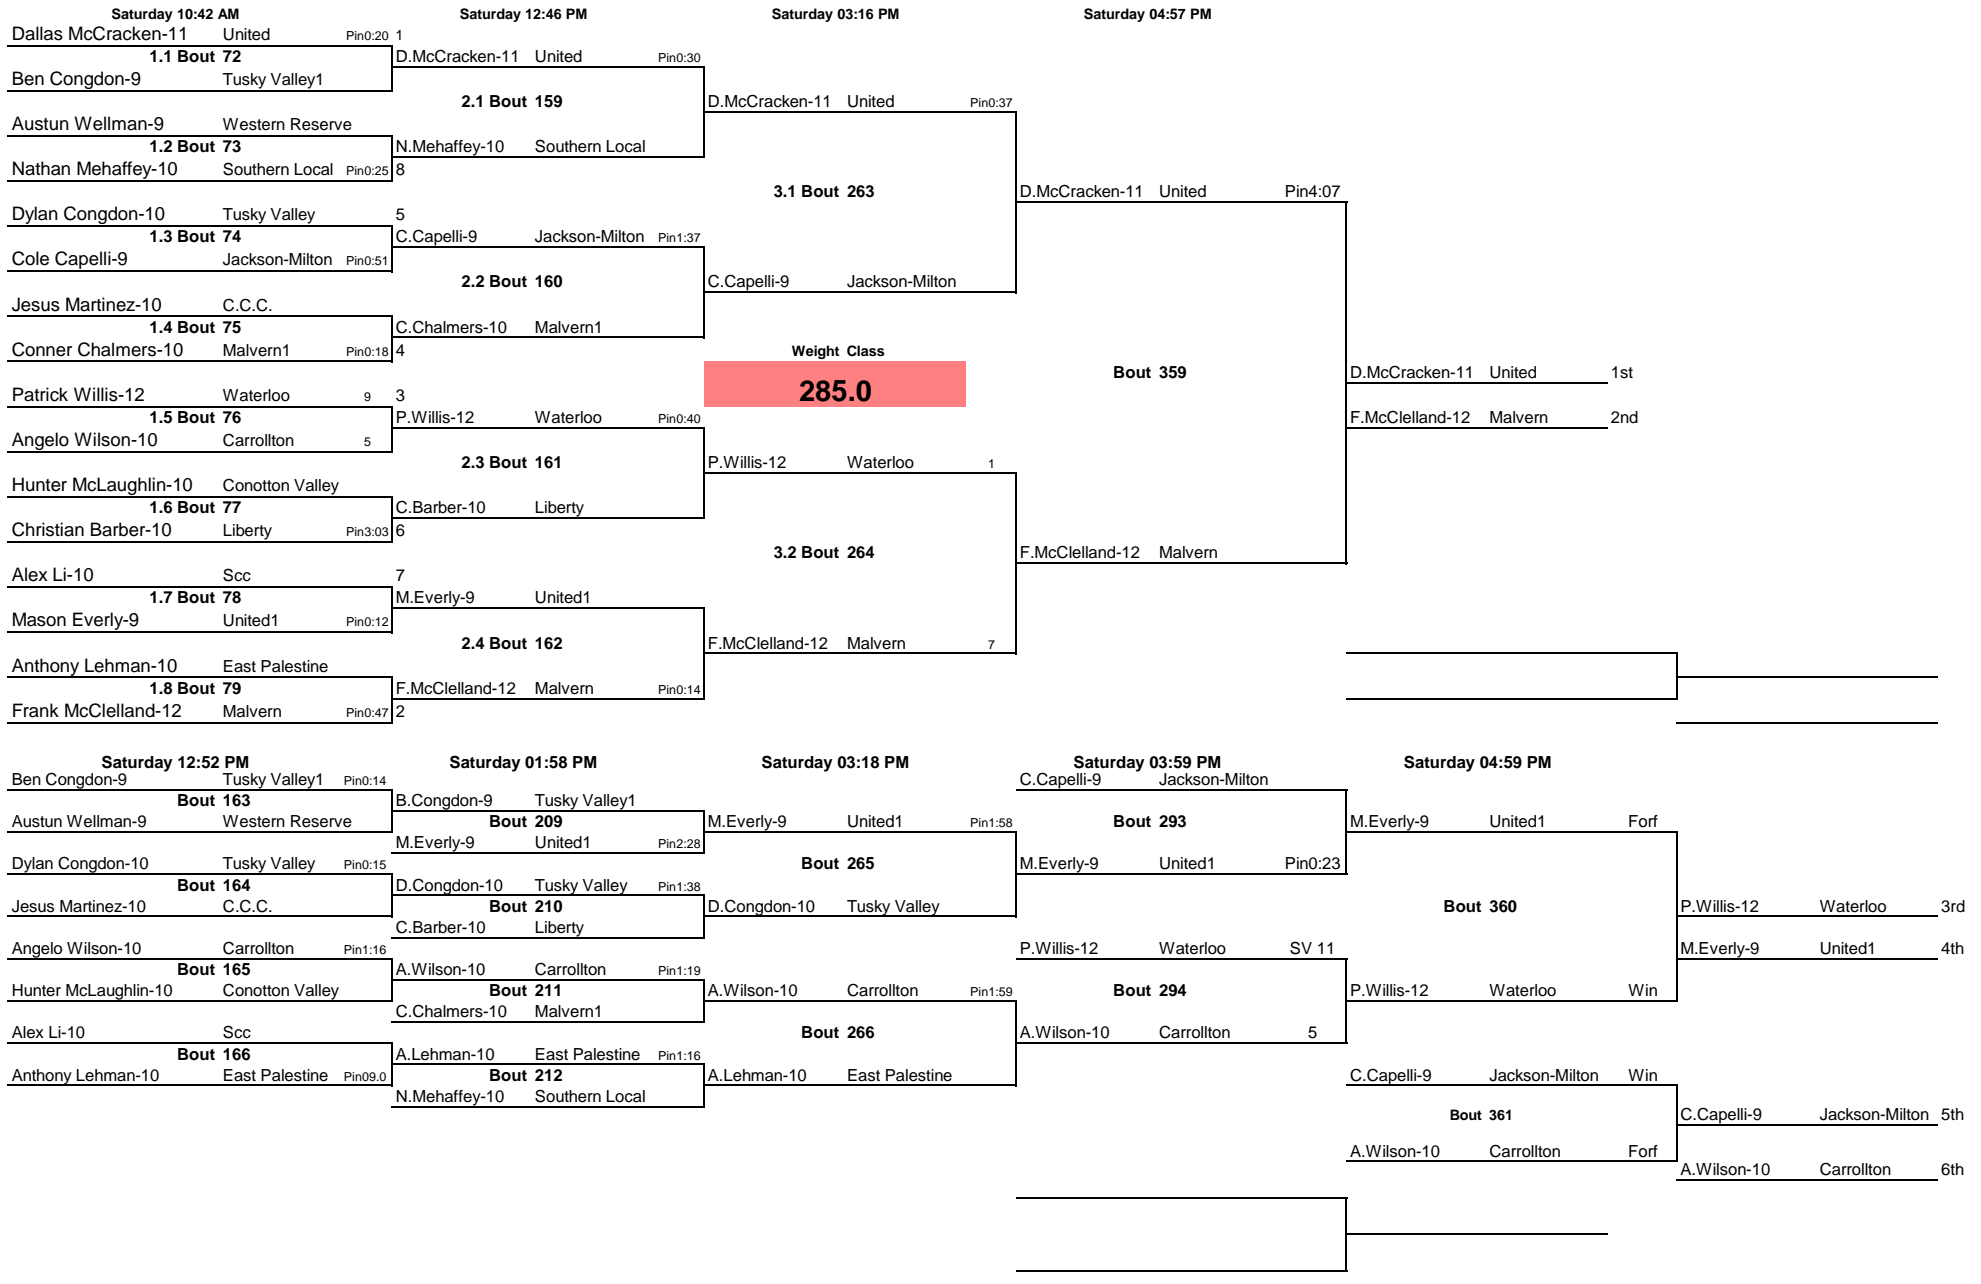 Saturday 10:42 AM Saturday 12:46 PM Saturday 03:16 PM Saturday 04:57 PM
Dallas McCracken-11 United Pin0:20 1
1.1 Bout 72 D.McCracken-11 United Pin0:30
Ben Congdon-9 Tusky Valley1
2.1 Bout 159 D.McCracken-11 United Pin0:37
Austun Wellman-9 Western Reserve
1.2 Bout 73 N.Mehaffey-10 Southern Local
Nathan Mehaffey-10 Southern Local Pin0:25 8
3.1 Bout 263 D.McCracken-11 United Pin4:07
Dylan Congdon-10 Tusky Valley 5
1.3 Bout 74 C.Capelli-9 Jackson-Milton Pin1:37
Cole Capelli-9 Jackson-Milton Pin0:51
2.2 Bout 160 C.Capelli-9 Jackson-Milton
Jesus Martinez-10 C.C.C.
1.4 Bout 75 C.Chalmers-10 Malvern1
Conner Chalmers-10 Malvern1 Pin0:18 4 Weight Class
Bout 359 D.McCracken-11 United 1st
285.0
Patrick Willis-12 Waterloo 9 3
1.5 Bout 76 P.Willis-12 Waterloo Pin0:40 F.McClelland-12 Malvern 2nd
Angelo Wilson-10 Carrollton 5
2.3 Bout 161 P.Willis-12 Waterloo 1
Hunter McLaughlin-10 Conotton Valley
1.6 Bout 77 C.Barber-10 Liberty
Christian Barber-10 Liberty Pin3:03 6
3.2 Bout 264 F.McClelland-12 Malvern
Alex Li-10 Scc 7
1.7 Bout 78 M.Everly-9 United1
Mason Everly-9 United1 Pin0:12
2.4 Bout 162 F.McClelland-12 Malvern 7
Anthony Lehman-10 East Palestine
1.8 Bout 79 F.McClelland-12 Malvern Pin0:14
Frank McClelland-12 Malvern Pin0:47 2
Saturday 12:52 PM Saturday 01:58 PM Saturday 03:18 PM Saturday 03:59 PM Saturday 04:59 PM
Ben Congdon-9 Tusky Valley1 Pin0:14 C.Capelli-9 Jackson-Milton
Bout 163 B.Congdon-9 Tusky Valley1
Austun Wellman-9 Western Reserve Bout 209 M.Everly-9 United1 Pin1:58 Bout 293 M.Everly-9 United1 Forf
M.Everly-9 United1 Pin2:28
Dylan Congdon-10 Tusky Valley Pin0:15 Bout 265 M.Everly-9 United1 Pin0:23
Bout 164 D.Congdon-10 Tusky Valley Pin1:38
Jesus Martinez-10 C.C.C. Bout 210 D.Congdon-10 Tusky Valley Bout 360 P.Willis-12 Waterloo 3rd
C.Barber-10 Liberty
Angelo Wilson-10 Carrollton Pin1:16 P.Willis-12 Waterloo SV 11 M.Everly-9 United1 4th
Bout 165 A.Wilson-10 Carrollton Pin1:19
Hunter McLaughlin-10 Conotton Valley Bout 211 A.Wilson-10 Carrollton Pin1:59 Bout 294 P.Willis-12 Waterloo Win
C.Chalmers-10 Malvern1
Alex Li-10 Scc Bout 266 A.Wilson-10 Carrollton 5
Bout 166 A.Lehman-10 East Palestine Pin1:16
Anthony Lehman-10 East Palestine Pin09.0 Bout 212 A.Lehman-10 East Palestine C.Capelli-9 Jackson-Milton Win
N.Mehaffey-10 Southern Local
Bout 361 C.Capelli-9 Jackson-Milton 5th
A.Wilson-10 Carrollton Forf
A.Wilson-10 Carrollton 6th